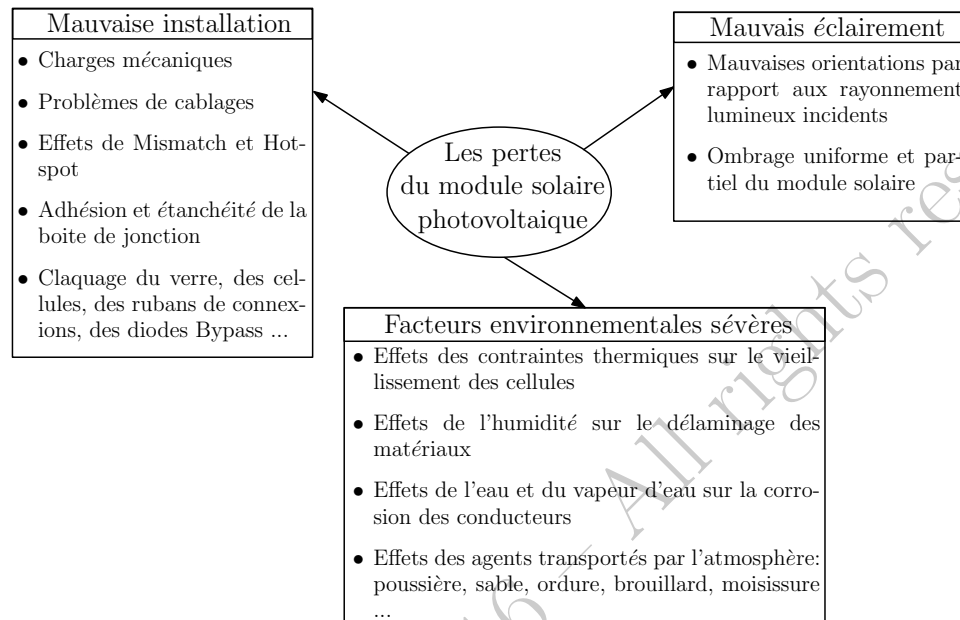 Mauvaise installation
• Charges mécaniques
• Problèmes de cablages
• Effets de Mismatch et Hot-
spot
• Adhésion et étanchéité de la
boite de jonction
• Claquage du verre, des cel-
lules, des rubans de connex-
ions, des diodes Bypass ...
Les pertes
du module solaire
photovoltaique
Mauvais éclairement
• Mauvaises orientations par
rapport aux rayonnement
lumineux incidents
• Ombrage uniforme et par-
tiel du module solaire
Facteurs environnementales sévères
• Effets des contraintes thermiques sur le vieil-
lissement des cellules
• Effets de l'humidité sur le délaminage des
matériaux
• Effets de l'eau et du vapeur d'eau sur la corro-
sion des conducteurs
• Effets des agents transportés par l'atmosphère:
poussière, sable, ordure, brouillard, moisissure
...
6 – All rights res